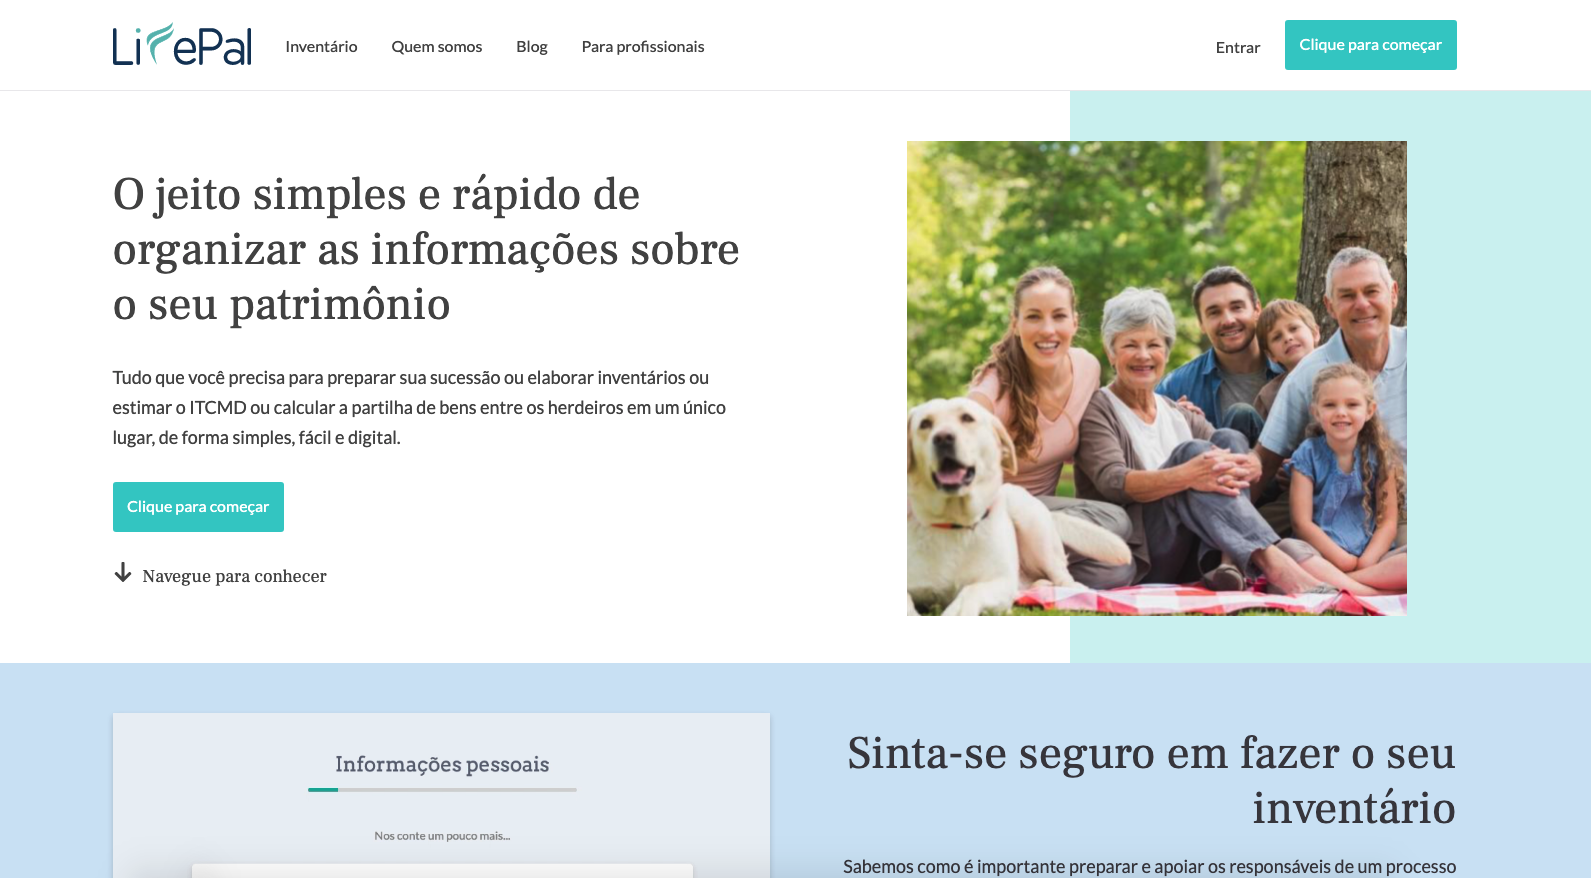 LifePal
Inventário
Quem somos
Blog
Para profissionais
Entrar
Clique para começar
O jeito simples e rápido de
organizar as informações sobre
o seu patrimônio
Tudo que você precisa para preparar sua sucessão ou elaborar inventários ou
estimar o ITCMD ou calcular a partilha de bens entre os herdeiros em um único
lugar, de forma simples, fácil e digital.
Clique para começar
Navegue para conhecer
Informações pessoais
Nos conte um pouco mais...
Sinta-se seguro em fazer o seu
inventário
Sabemos como é importante preparar e apoiar os responsáveis de um processo